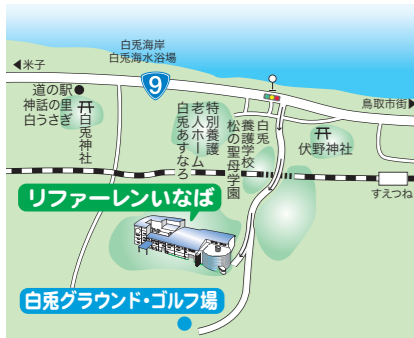 白兎海岸
白兎海水浴場
◀米子
9
鳥取市街▶
道の駅
神話の里
白うさぎ
白兎神社
特別養護
老人ホーム
白兎あすなろ
白兎
養護学校
松の聖母学園
伏野神社
すえつね
リファーレンいなば
白兎グラウンド・ゴルフ場